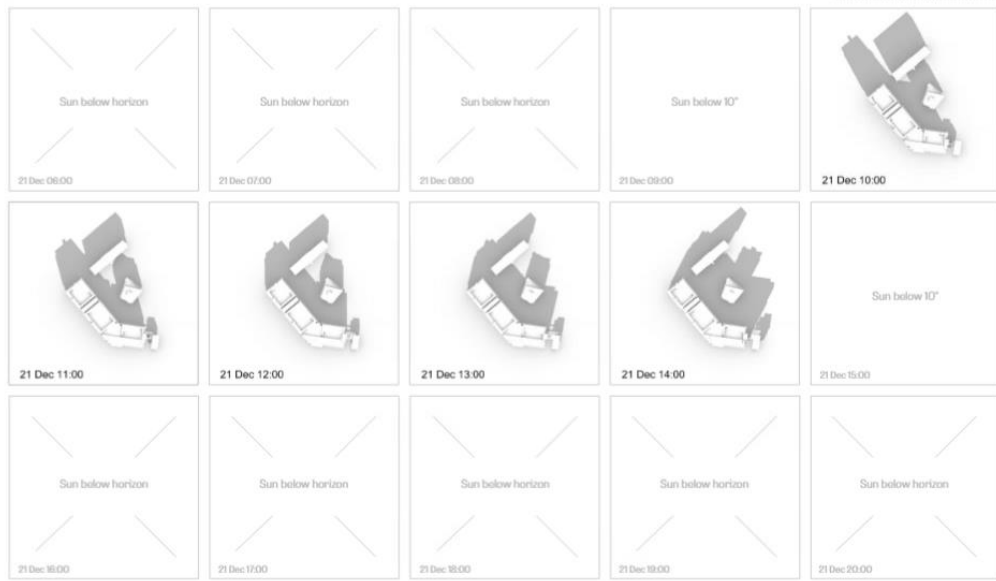 Sun below horizon
21 Dec 06:00
Sun below horizon
21 Dec 07:00
Sun below horizon
21 Dec 08:00
Sun below 10°
21 Dec 09:00
21 Dec 10:00
21 Dec 11:00
21 Dec 12:00
21 Dec 13:00
21 Dec 14:00
Sun below 10°
21 Dec 15:00
Sun below horizon
21 Dec 16:00
Sun below horizon
21 Dec 17:00
Sun below horizon
21 Dec 18:00
Sun below horizon
21 Dec 19:00
Sun below horizon
21 Dec 20:00